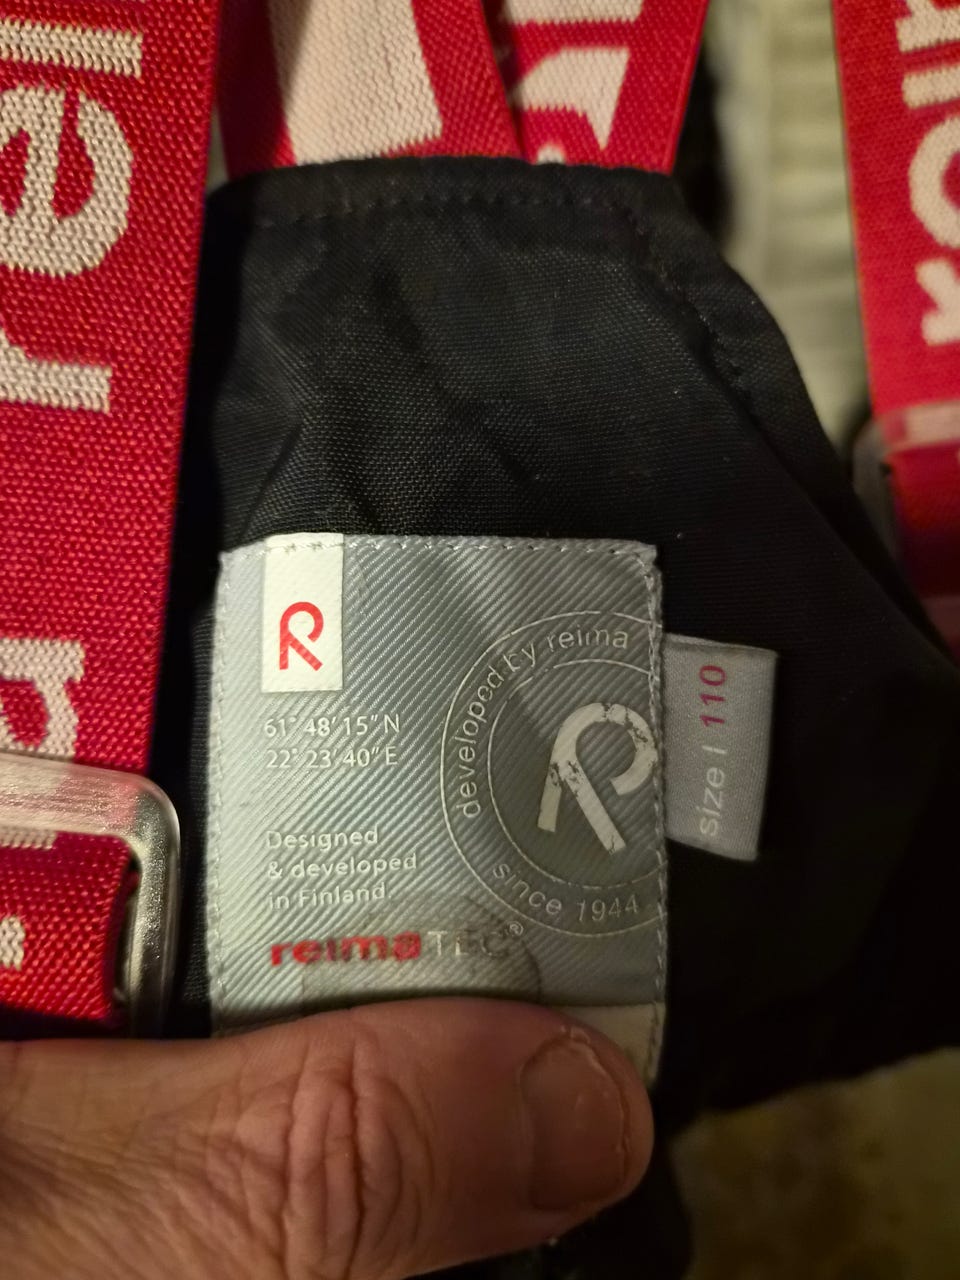 rei
reima
R
61° 48′ 15″ N
22° 23′ 40″ E
developed by reima
R
since 1944
size | 110
Designed
& developed
in Finland.
reimaTEC®